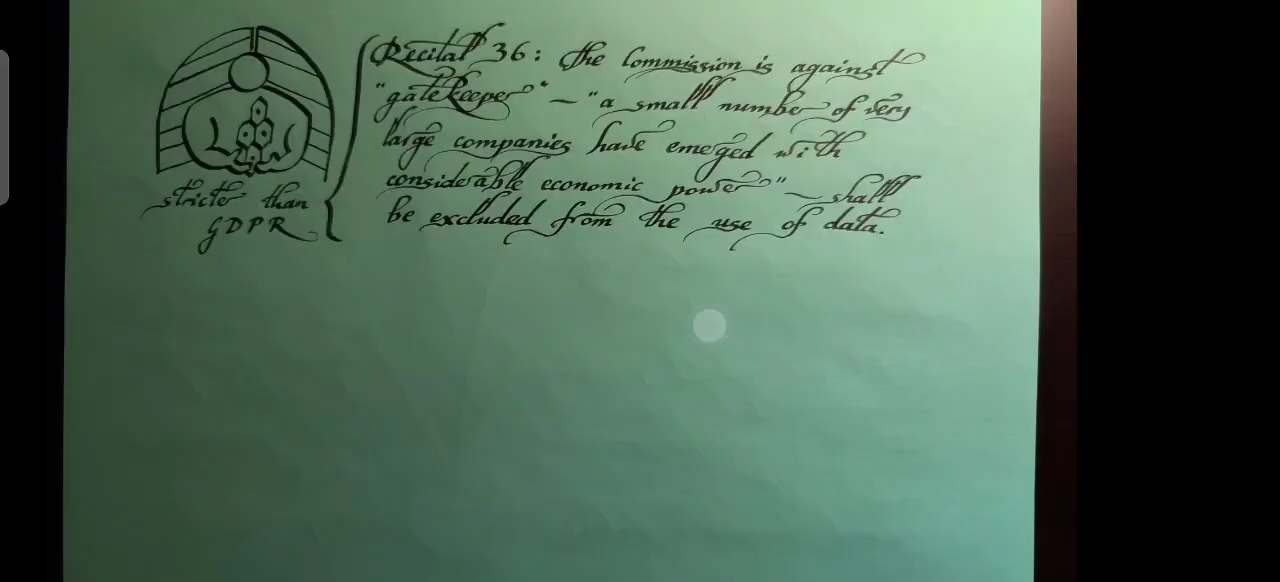 Recital 36: The Commission is against
"gatekeeper" — "a small number of very
large companies have emerged with
considerable economic power" — shall
be excluded from the use of data.
stricter than
GDPR